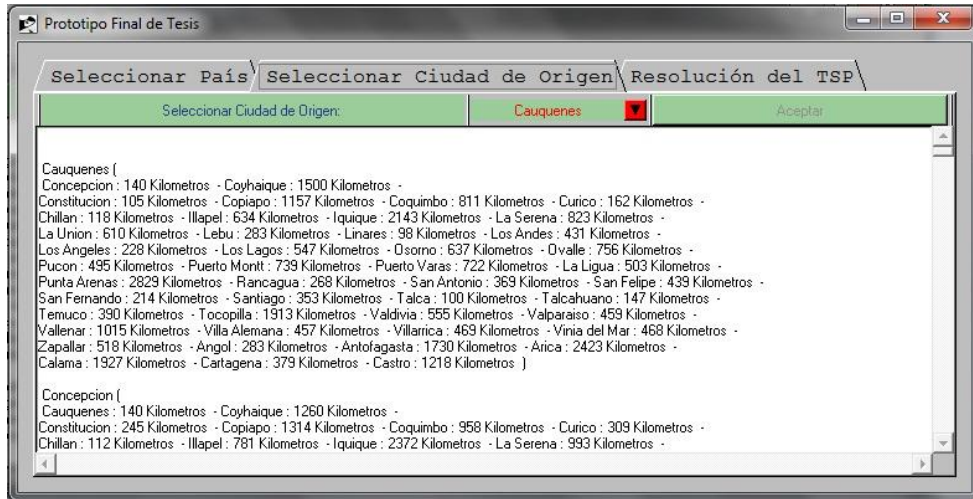 Prototipo Final de Tesis
Seleccionar País Seleccionar Ciudad de Origen Resolución del TSP
Seleccionar Ciudad de Origen: Cauquenes Aceptar
Cauquenes (
Concepcion : 140 Kilometros - Coyhaique : 1500 Kilometros -
Constitucion : 105 Kilometros - Copiapo : 1157 Kilometros - Coquimbo : 811 Kilometros - Curico : 162 Kilometros -
Chillan : 118 Kilometros - Illapel : 634 Kilometros - Iquique : 2143 Kilometros - La Serena : 823 Kilometros -
La Union : 610 Kilometros - Lebu : 283 Kilometros - Linares : 98 Kilometros - Los Andes : 431 Kilometros -
Los Angeles : 228 Kilometros - Los Lagos : 547 Kilometros - Osorno : 637 Kilometros - Ovalle : 756 Kilometros -
Pucon : 495 Kilometros - Puerto Montt : 739 Kilometros - Puerto Varas : 722 Kilometros - La Ligua : 503 Kilometros -
Punta Arenas : 2829 Kilometros - Rancagua : 268 Kilometros - San Antonio : 369 Kilometros - San Felipe : 439 Kilometros -
San Fernando : 214 Kilometros - Santiago : 353 Kilometros - Talca : 100 Kilometros - Talcahuano : 147 Kilometros -
Temuco : 390 Kilometros - Tocopilla : 1913 Kilometros - Valdivia : 555 Kilometros - Valparaiso : 459 Kilometros -
Vallenar : 1015 Kilometros - Villa Alemana : 457 Kilometros - Villarrica : 469 Kilometros - Vinia del Mar : 468 Kilometros -
Zapallar : 518 Kilometros - Angol : 283 Kilometros - Antofagasta : 1730 Kilometros - Arica : 2423 Kilometros -
Calama : 1927 Kilometros - Cartagena : 379 Kilometros - Castro : 1218 Kilometros )
Concepcion (
Cauquenes : 140 Kilometros - Coyhaique : 1260 Kilometros -
Constitucion : 245 Kilometros - Copiapo : 1314 Kilometros - Coquimbo : 958 Kilometros - Curico : 309 Kilometros -
Chillan : 112 Kilometros - Illapel : 781 Kilometros - Iquique : 2372 Kilometros - La Serena : 993 Kilometros -